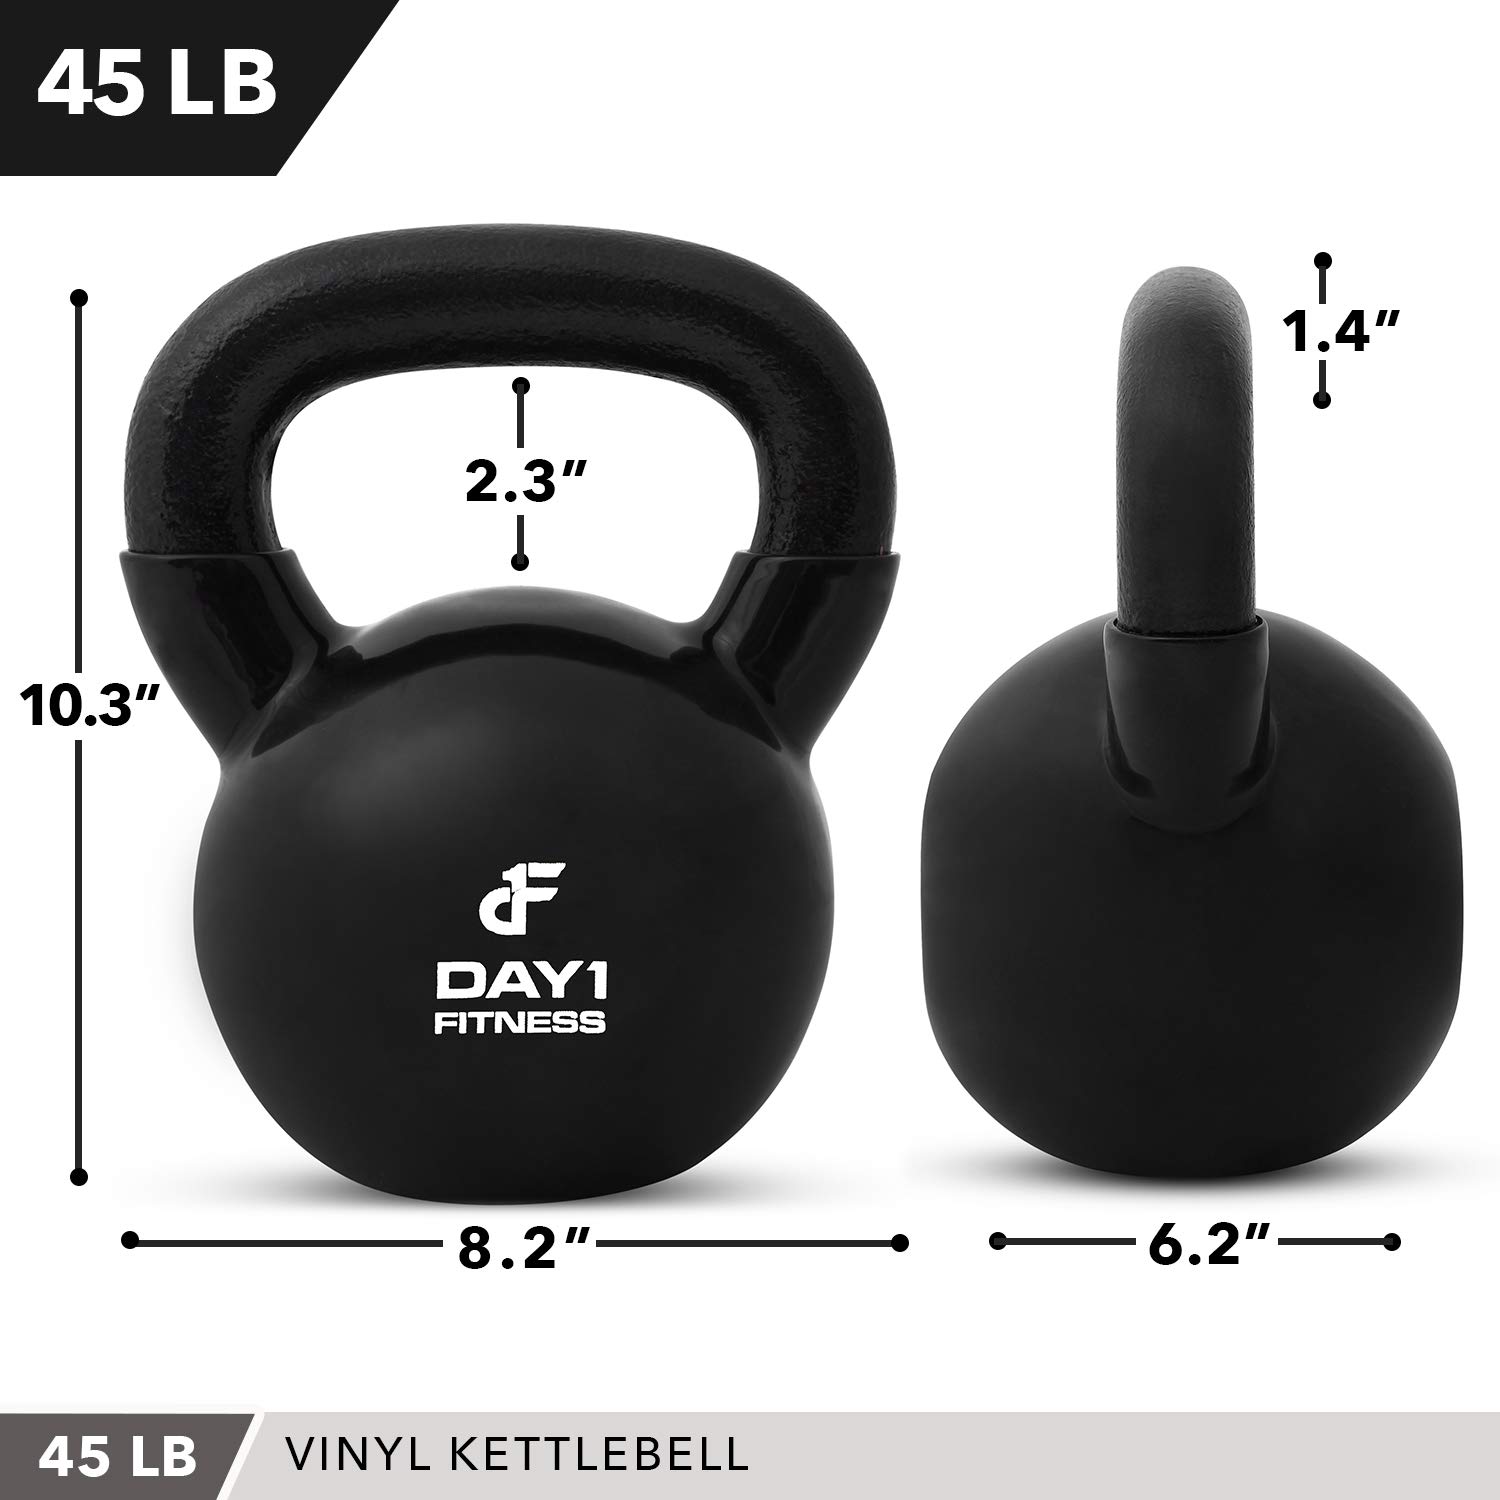 45 LB
1.4”
2.3”
10.3”
DAY1
FITNESS
8.2”
6.2”
45 LB VINYL KETTLEBELL